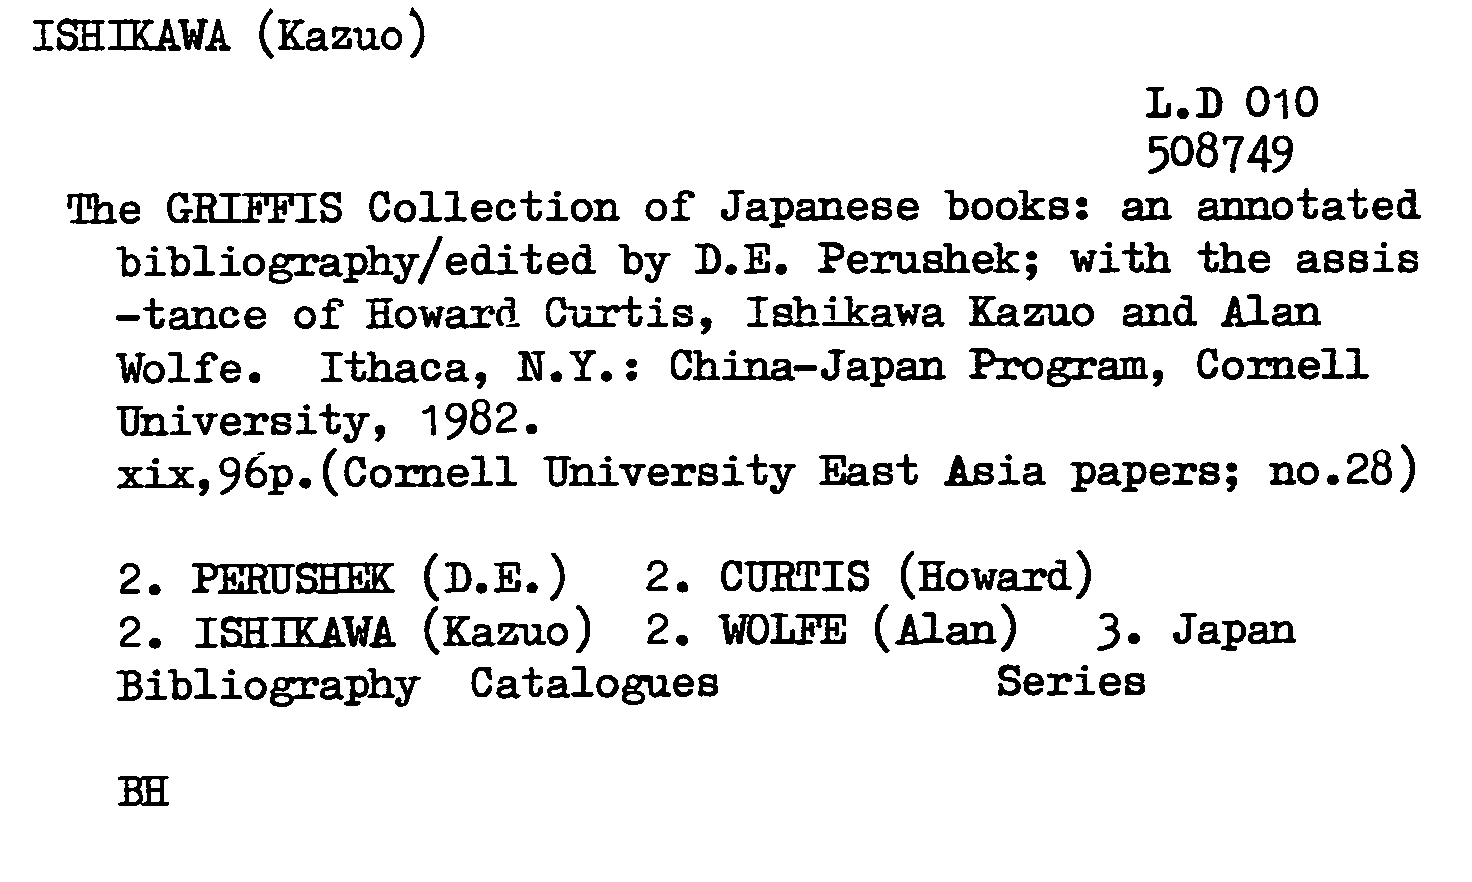 ISHIKAWA (Kazuo)
L.D 010
508749
The GRIFFIS Collection of Japanese books: an annotated
bibliography/edited by D.E. Perushek; with the assis
-tance of Howard Curtis, Ishikawa Kazuo and Alan
Wolfe. Ithaca, N.Y.: China-Japan Program, Cornell
University, 1982.
xix,96p.(Cornell University East Asia papers; no.28)
2. PERUSHEK (D.E.) 2. CURTIS (Howard)
2. ISHIKAWA (Kazuo) 2. WOLFE (Alan) 3. Japan
Bibliography Catalogues Series
BH